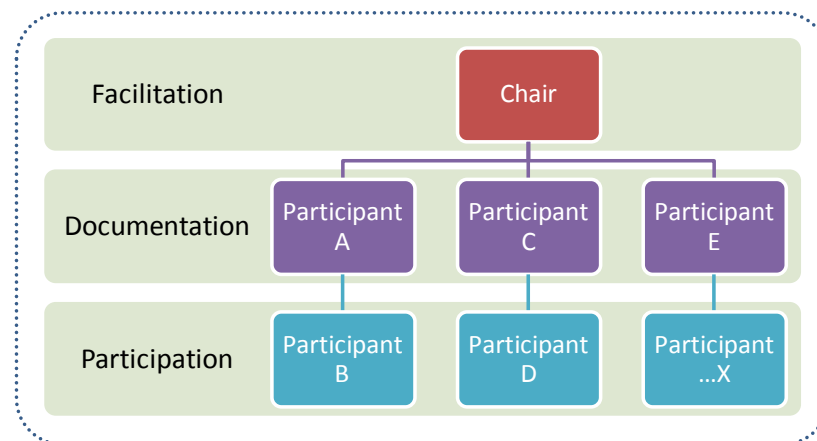 Facilitation
Chair
Documentation
Participant
A
Participant
C
Participant
E
Participation
Participant
B
Participant
D
Participant
...X